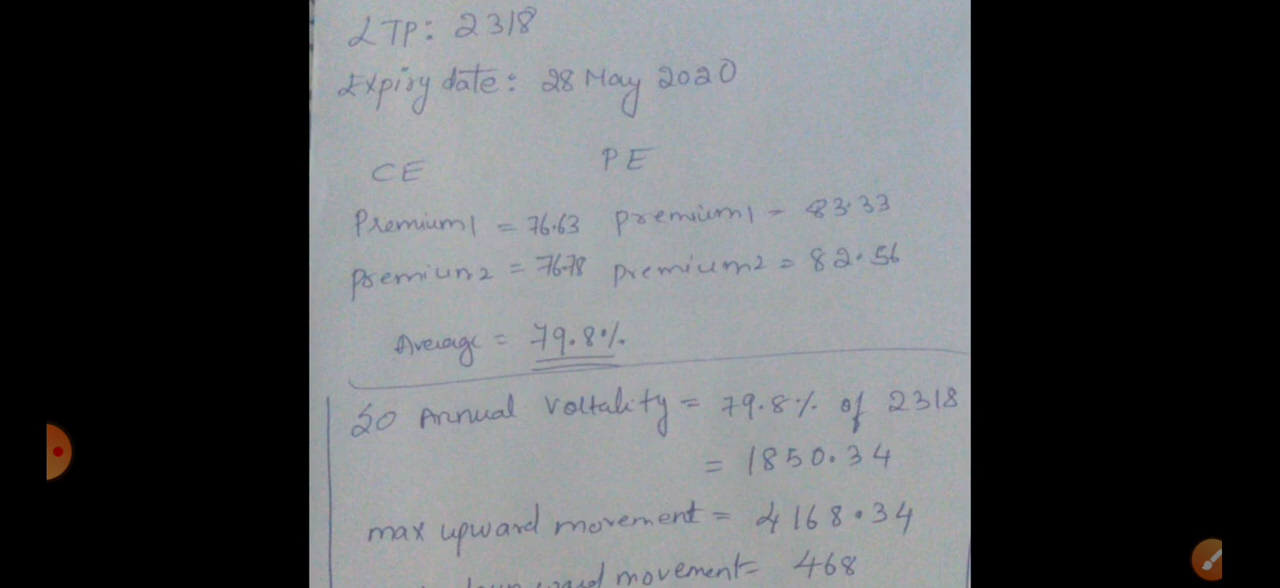 LTP: 2318
Expiry date: 28 May 2020
CE PE
Premium1 = 76.63 premium1 = 83.33
premiun2 = 76.78 premium2 = 82.56
Average = 79.8%
So Annual Voltality = 79.8% of 2318
= 1850.34
max upward movement = 4168.34
movement= 468